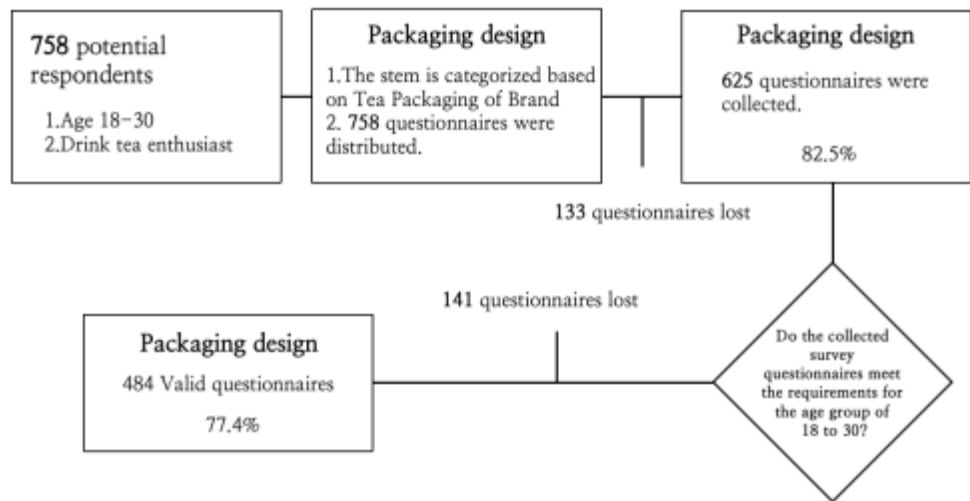 758 potential
respondents
1.Age 18-30
2.Drink tea enthusiast
Packaging design
1.The stem is categorized based
on Tea Packaging of Brand
2. 758 questionnaires were
distributed.
Packaging design
625 questionnaires were
collected.
82.5%
133 questionnaires lost
141 questionnaires lost
Do the collected
survey
questionnaires meet
the requirements for
the age group of
18 to 30?
Packaging design
484 Valid questionnaires
77.4%